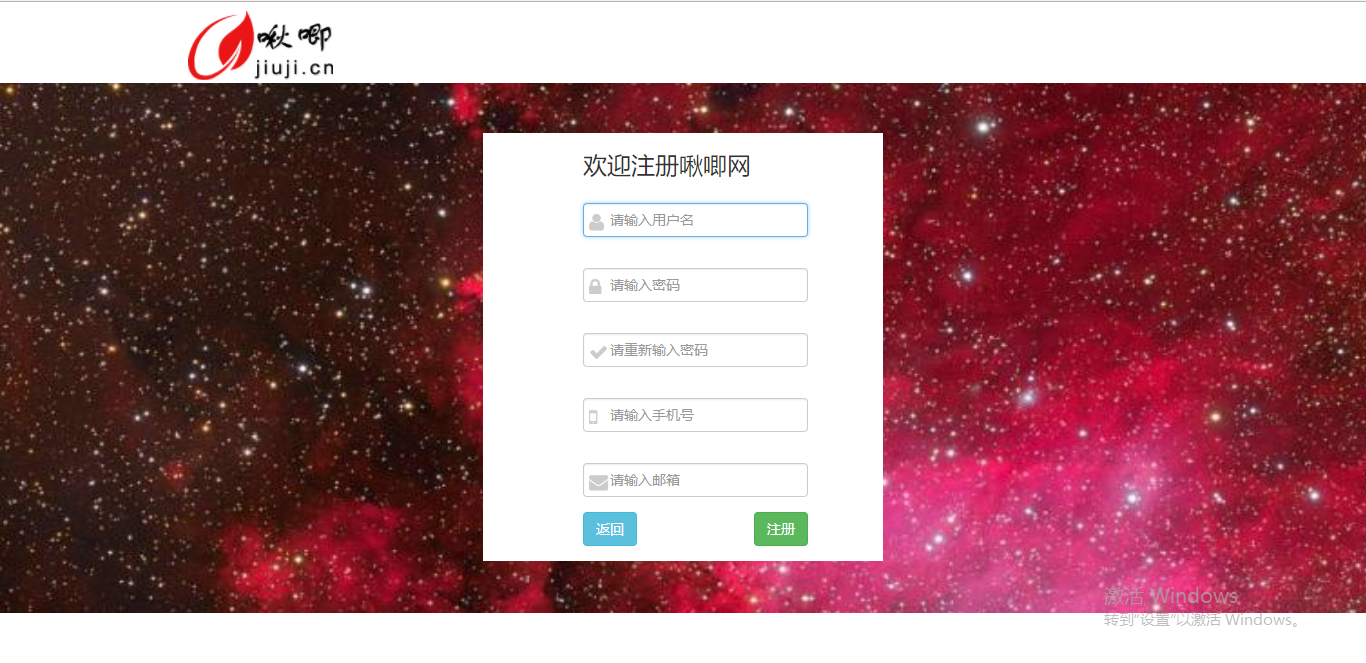 啾唧
jiuji.cn
欢迎注册啾唧网
请输入用户名
请输入密码
请重新输入密码
请输入手机号
请输入邮箱
返回 注册
激活 Windows
转到"设置"以激活 Windows。